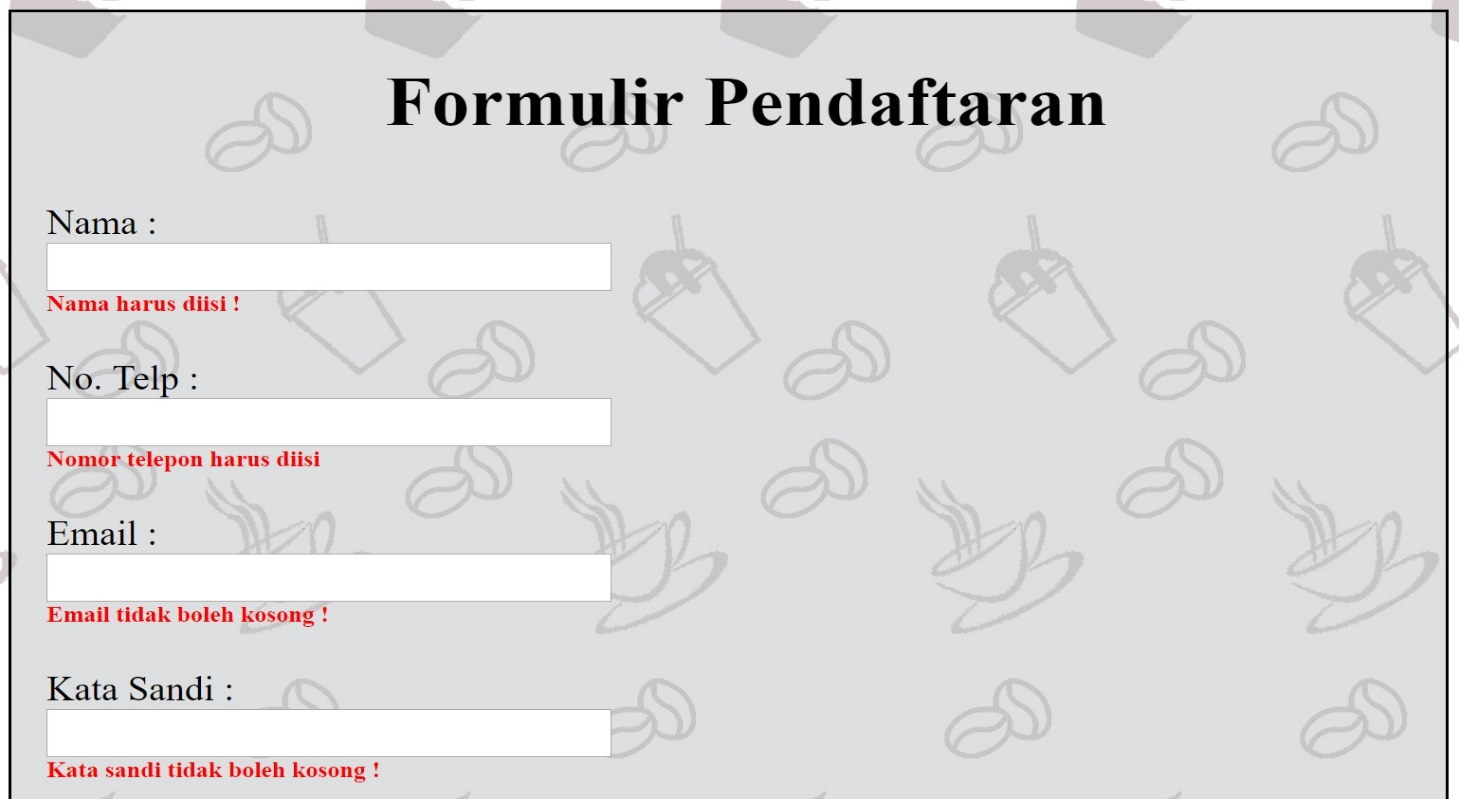 Formulir Pendaftaran
Nama :
Nama harus diisi !
No. Telp :
Nomor telepon harus diisi
Email :
Email tidak boleh kosong !
Kata Sandi :
Kata sandi tidak boleh kosong !